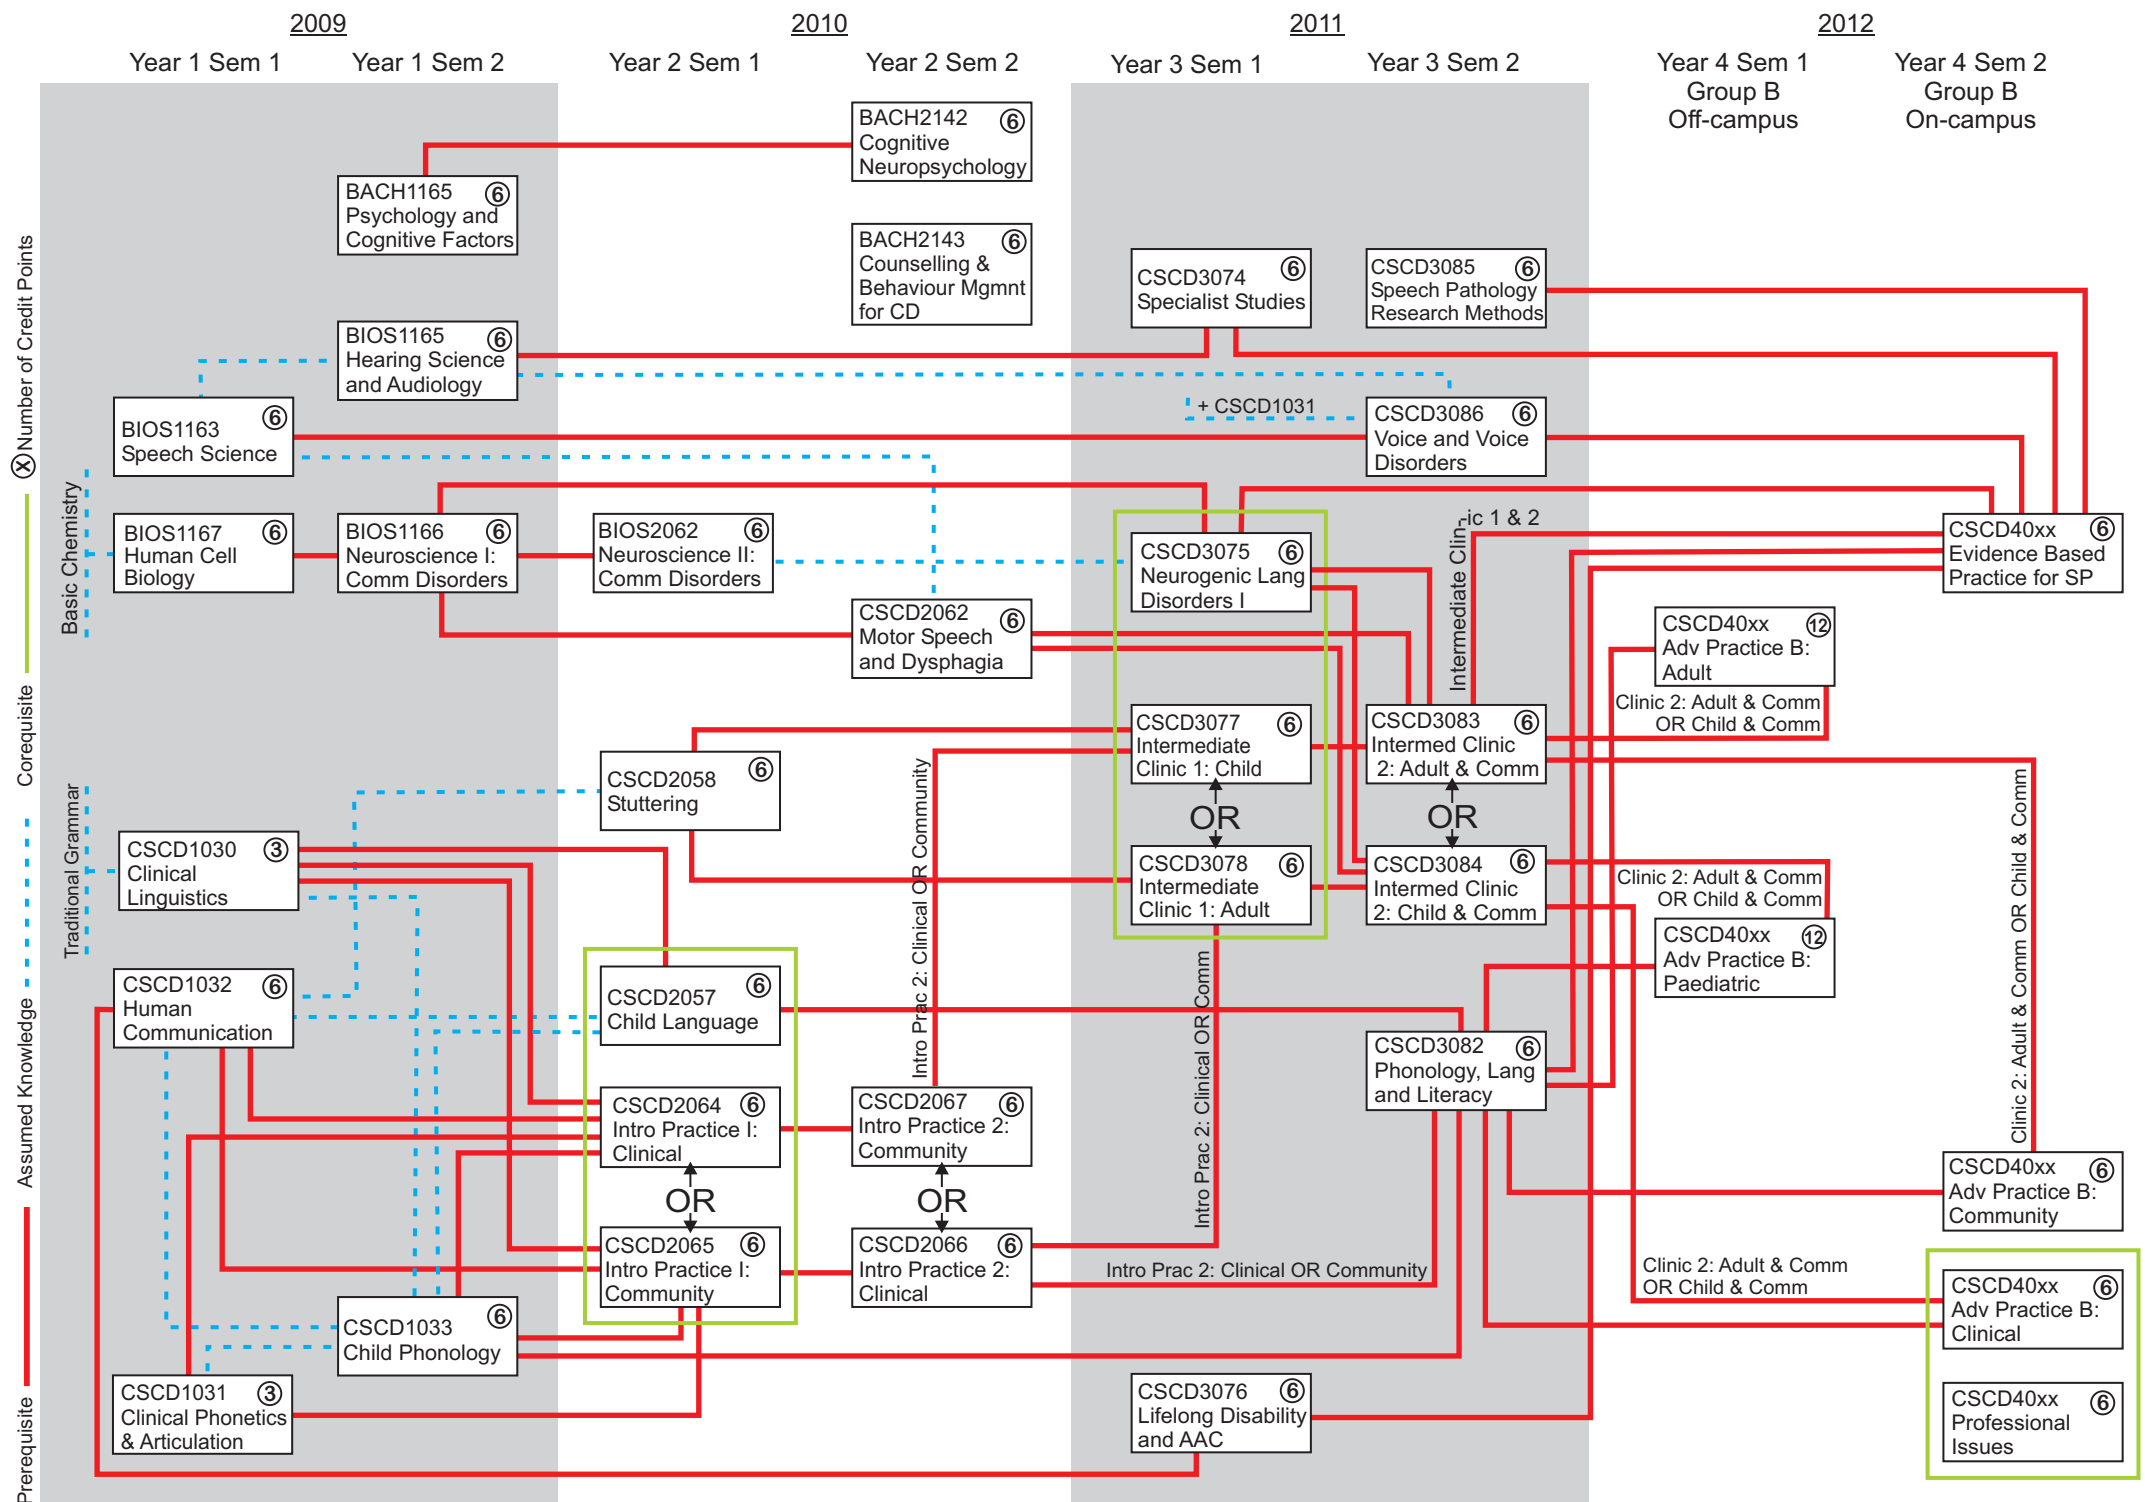 2009
2010
2011
2012
Year 1 Sem 1
Year 1 Sem 2
Year 2 Sem 1
Year 2 Sem 2
Year 3 Sem 1
Year 3 Sem 2
Year 4 Sem 1
Group B
Off-campus
Year 4 Sem 2
Group B
On-campus
Prerequisite
Assumed Knowledge
Corequisite
X Number of Credit Points
Basic Chemistry
Traditional Grammar
BIOS1163 6
Speech Science
BIOS1167 6
Human Cell
Biology
CSCD1030 3
Clinical
Linguistics
CSCD1032 6
Human
Communication
CSCD1031 3
Clinical Phonetics
& Articulation
BACH1165 6
Psychology and
Cognitive Factors
BIOS1165 6
Hearing Science
and Audiology
BIOS1166 6
Neuroscience I:
Comm Disorders
CSCD1033 6
Child Phonology
BIOS2062 6
Neuroscience II:
Comm Disorders
CSCD2058 6
Stuttering
CSCD2057 6
Child Language
CSCD2064 6
Intro Practice I:
Clinical
OR
CSCD2065 6
Intro Practice I:
Community
BACH2142 6
Cognitive
Neuropsychology
BACH2143 6
Counselling &
Behaviour Mgmnt
for CD
CSCD2062 6
Motor Speech
and Dysphagia
Intro Prac 2: Clinical OR Community
CSCD2067 6
Intro Practice 2:
Community
OR
CSCD2066 6
Intro Practice 2:
Clinical
CSCD3074 6
Specialist Studies
+ CSCD1031
CSCD3075 6
Neurogenic Lang
Disorders I
CSCD3077 6
Intermediate
Clinic 1: Child
OR
CSCD3078 6
Intermediate
Clinic 1: Adult
Intro Prac 2: Clinical OR Comm
Intro Prac 2: Clinical OR Community
CSCD3076 6
Lifelong Disability
and AAC
CSCD3085 6
Speech Pathology
Research Methods
CSCD3086 6
Voice and Voice
Disorders
Intermediate Clin-ic 1 & 2
CSCD3083 6
Intermed Clinic
2: Adult & Comm
OR
CSCD3084 6
Intermed Clinic
2: Child & Comm
CSCD3082 6
Phonology, Lang
and Literacy
CSCD40xx 12
Adv Practice B:
Adult
Clinic 2: Adult & Comm
OR Child & Comm
Clinic 2: Adult & Comm
OR Child & Comm
CSCD40xx 12
Adv Practice B:
Paediatric
Clinic 2: Adult & Comm
OR Child & Comm
CSCD40xx 6
Evidence Based
Practice for SP
Clinic 2: Adult & Comm OR Child & Comm
CSCD40xx 6
Adv Practice B:
Community
CSCD40xx 6
Adv Practice B:
Clinical
CSCD40xx 6
Professional
Issues